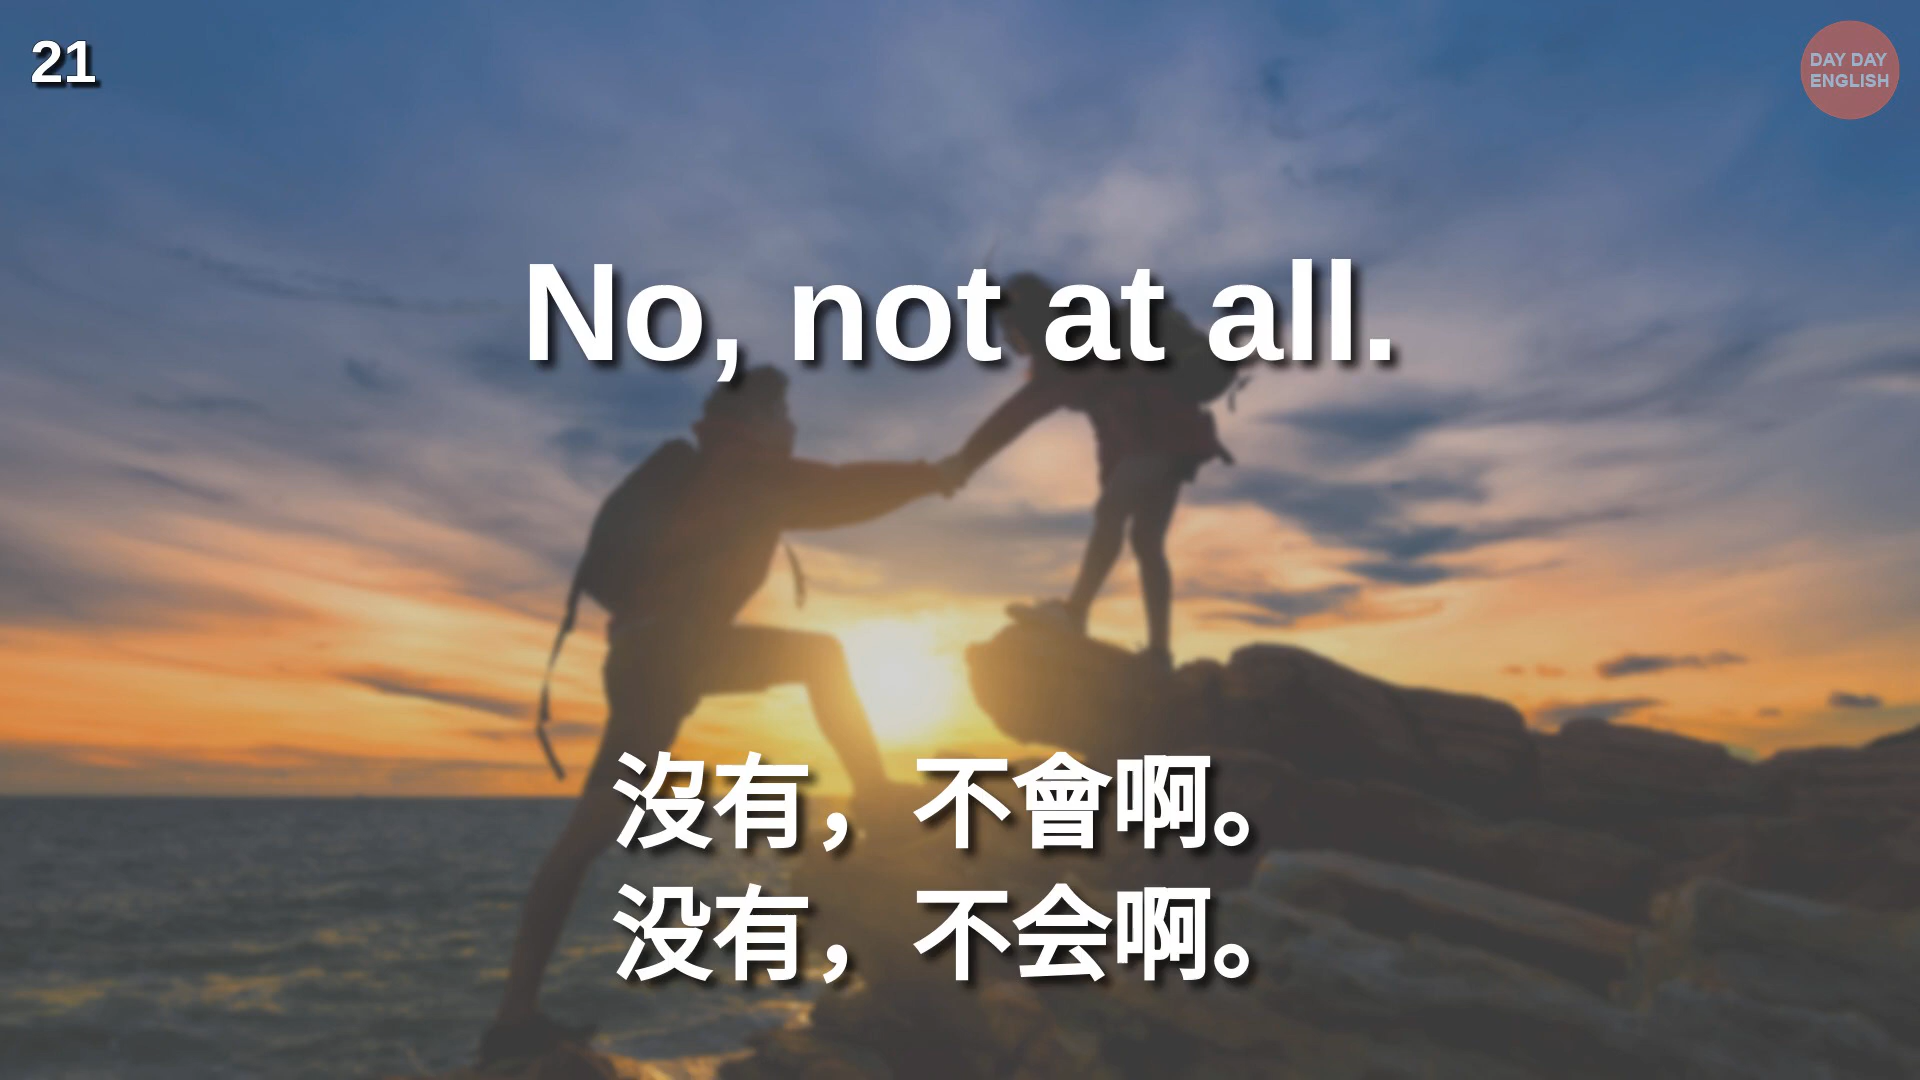 21
DAY DAY
ENGLISH
No, not at all.
沒有，不會啊。
没有，不会啊。